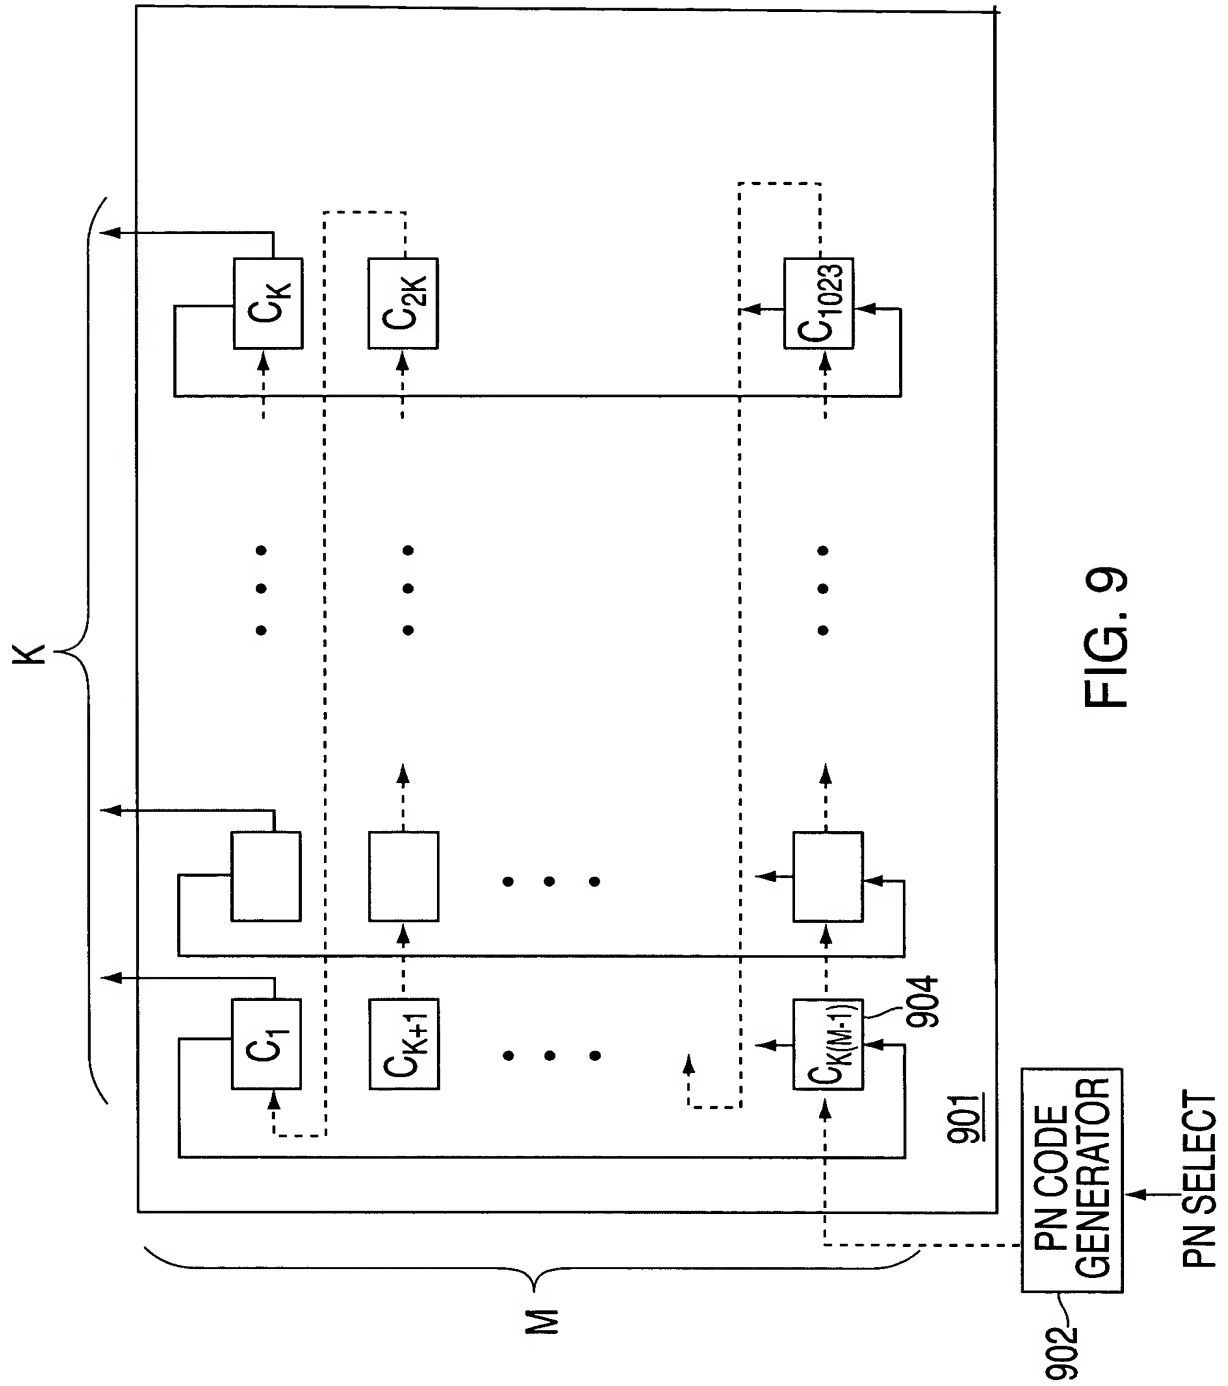 K
C₁
Cₖ
Cₖ₊₁
C₂ₖ
M
Cₖ₍M₋₁₎
904
C₁₀₂₃
901
PN CODE
GENERATOR
902
PN SELECT
FIG. 9